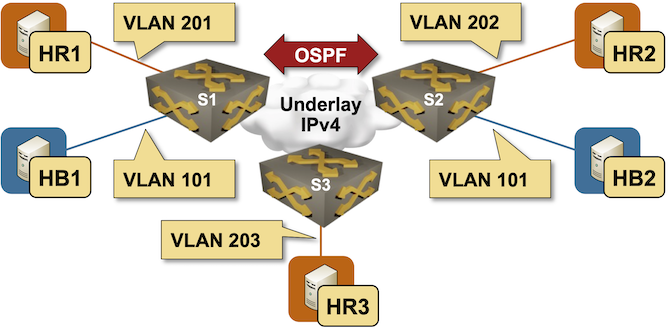 VLAN 201
VLAN 202
HR1
OSPF
HR2
S1
Underlay
IPv4
S2
HB1
VLAN 101
S3
VLAN 101
HB2
VLAN 203
HR3